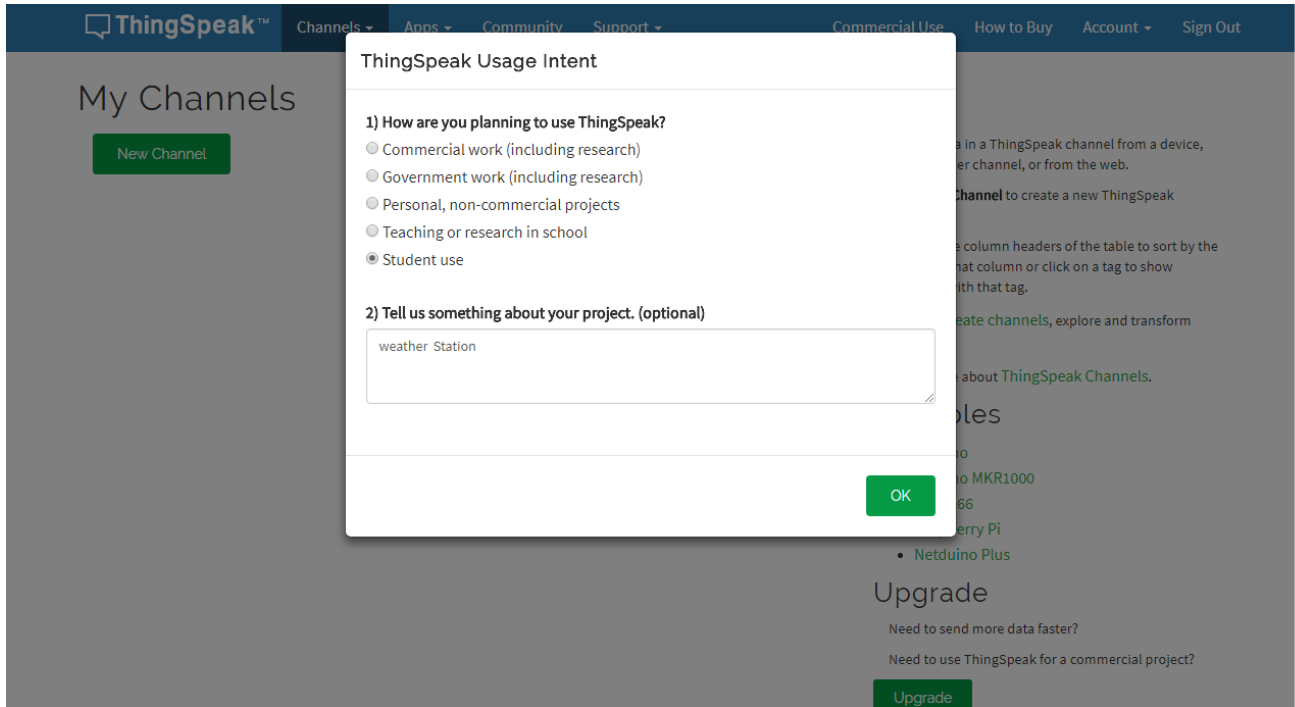 ThingSpeak™ Channels Apps Community Support Commercial Use How to Buy Account Sign Out
My Channels
New Channel
ThingSpeak Usage Intent
1) How are you planning to use ThingSpeak?
Commercial work (including research)
Government work (including research)
Personal, non-commercial projects
Teaching or research in school
Student use
2) Tell us something about your project. (optional)
weather Station
OK
in a ThingSpeak channel from a device,
channel, or from the web.
Channel to create a new ThingSpeak
column headers of the table to sort by the
column or click on a tag to show
with that tag.
channels, explore and transform
about ThingSpeak Channels.
MKR1000
Pi
Netduino Plus
Upgrade
Need to send more data faster?
Need to use ThingSpeak for a commercial project?
Upgrade